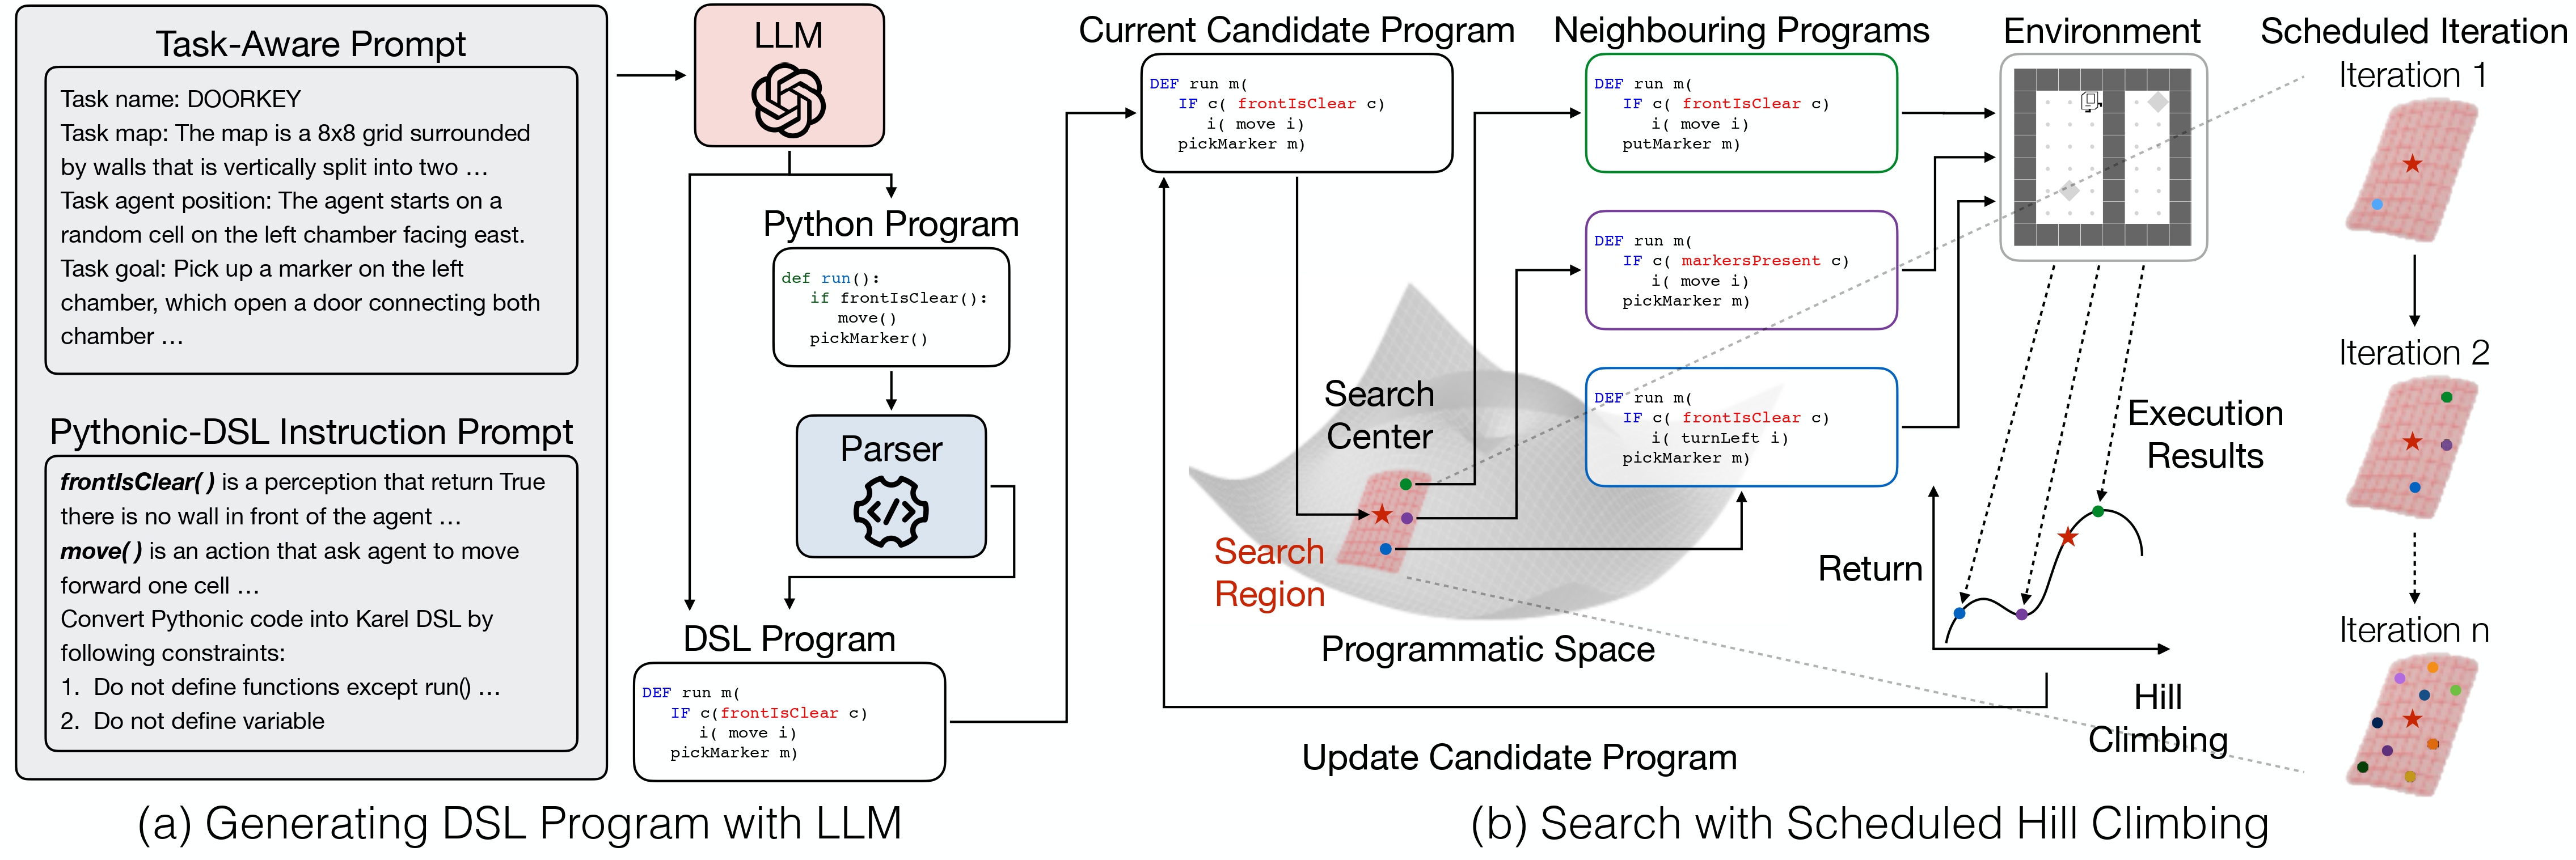 Task-Aware Prompt
Task name: DOORKEY
Task map: The map is a 8x8 grid surrounded
by walls that is vertically split into two …
Task agent position: The agent starts on a
random cell on the left chamber facing east.
Task goal: Pick up a marker on the left
chamber, which open a door connecting both
chamber …
Pythonic-DSL Instruction Prompt
frontIsClear( ) is a perception that return True
there is no wall in front of the agent …
move( ) is an action that ask agent to move
forward one cell …
Convert Pythonic code into Karel DSL by
following constraints:
1. Do not define functions except run() …
2. Do not define variable
LLM
Python Program
def run():
if frontIsClear():
move()
pickMarker()
Parser
</>
DSL Program
DEF run m(
IF c(frontIsClear c)
i( move i)
pickMarker m)
(a) Generating DSL Program with LLM
Current Candidate Program
DEF run m(
IF c( frontIsClear c)
i( move i)
pickMarker m)
Neighbouring Programs
DEF run m(
IF c( frontIsClear c)
i( move i)
putMarker m)
DEF run m(
IF c( markersPresent c)
i( move i)
pickMarker m)
DEF run m(
IF c( frontIsClear c)
i( turnLeft i)
pickMarker m)
Environment
Search
Center
Search
Region
Programmatic Space
Execution
Results
Return
Hill
Climbing
Update Candidate Program
Scheduled Iteration
Iteration 1
Iteration 2
Iteration n
(b) Search with Scheduled Hill Climbing